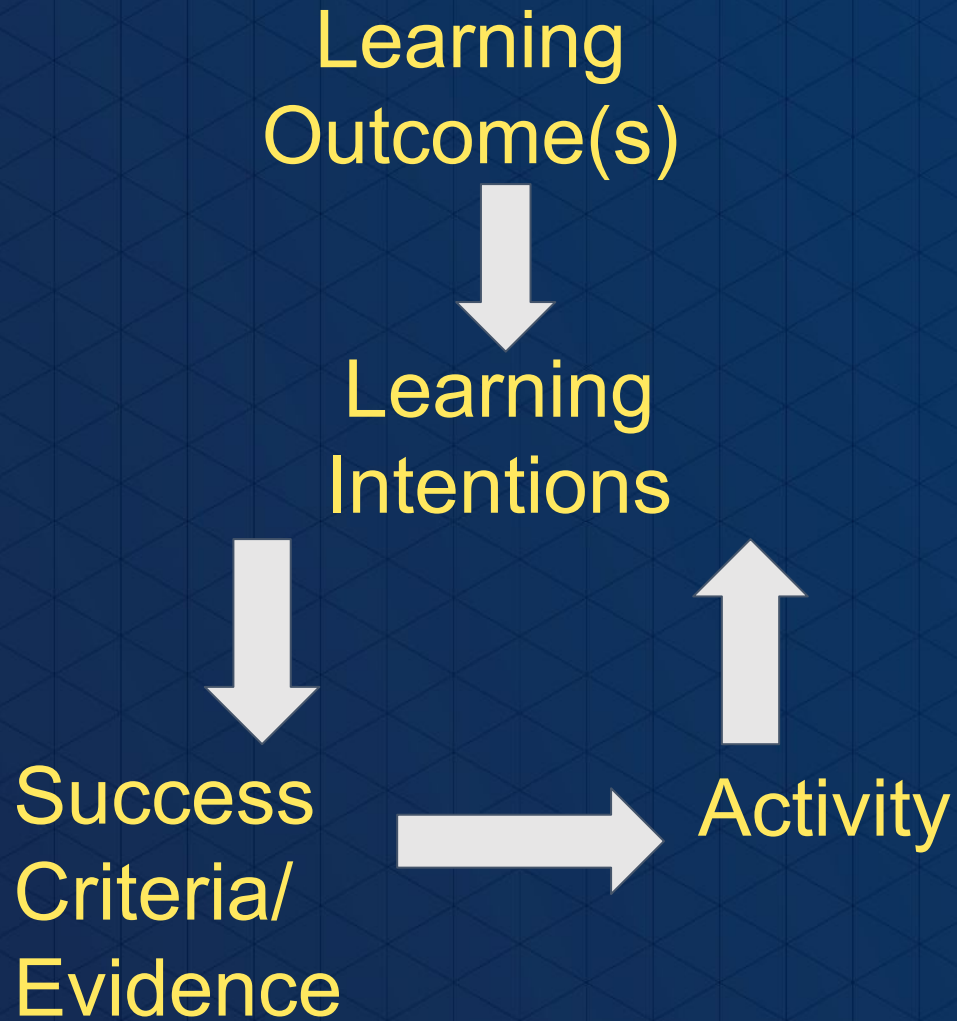 Learning
Outcome(s)
Learning
Intentions
Success
Criteria/
Evidence
Activity